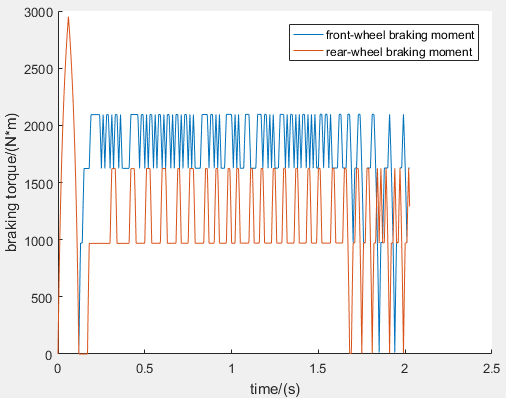 3000
2500
2000
1500
1000
500
0
braking torque/(N*m)
front-wheel braking moment
rear-wheel braking moment
0 0.5 1 1.5 2 2.5
time/(s)